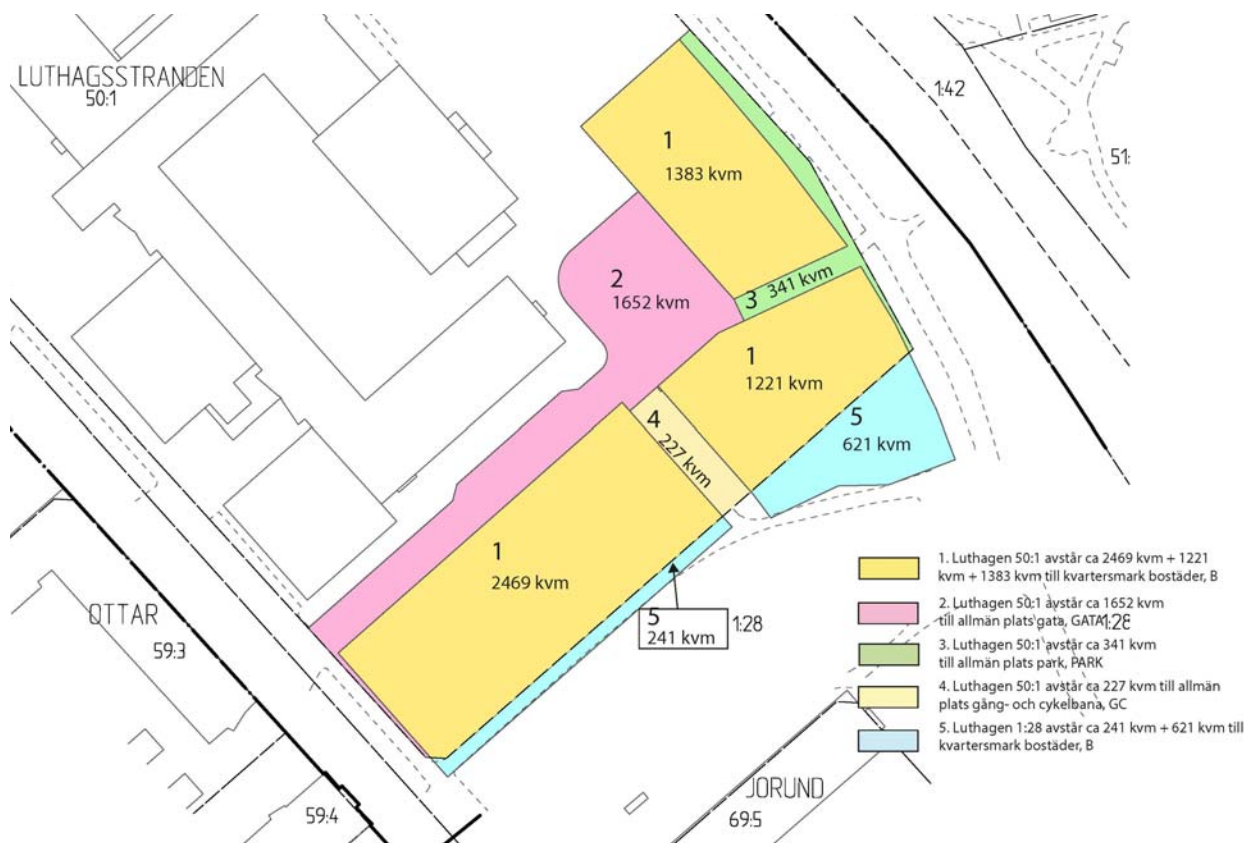 LUTHAGSSTRANDEN
50:1
1:42
51:
1
1383 kvm
2
1652 kvm
3 341 kvm
1
1221 kvm
4
227 kvm
5
621 kvm
1
2469 kvm
5
241 kvm
1:28
OTTAR
59:3
59:4
JORUND
69:5
1:28
1. Luthagen 50:1 avstår ca 2469 kvm + 1221
kvm + 1383 kvm till kvartersmark bostäder, B
2. Luthagen 50:1 avstår ca 1652 kvm
till allmän plats gata, GATA
3. Luthagen 50:1 avstår ca 341 kvm
till allmän plats park, PARK
4. Luthagen 50:1 avstår ca 227 kvm till allmän
plats gång- och cykelbana, GC
5. Luthagen 1:28 avstår ca 241 kvm + 621 kvm till
kvartersmark bostäder, B